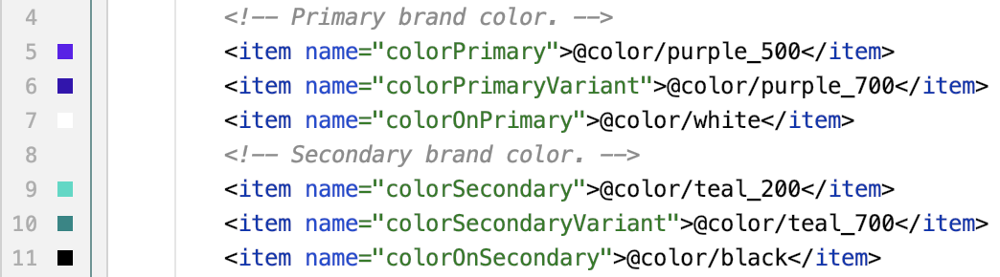 4 <!-- Primary brand color. -->
5 <item name="colorPrimary">@color/purple_500</item>
6 <item name="colorPrimaryVariant">@color/purple_700</item>
7 <item name="colorOnPrimary">@color/white</item>
8 <!-- Secondary brand color. -->
9 <item name="colorSecondary">@color/teal_200</item>
10 <item name="colorSecondaryVariant">@color/teal_700</item>
11 <item name="colorOnSecondary">@color/black</item>